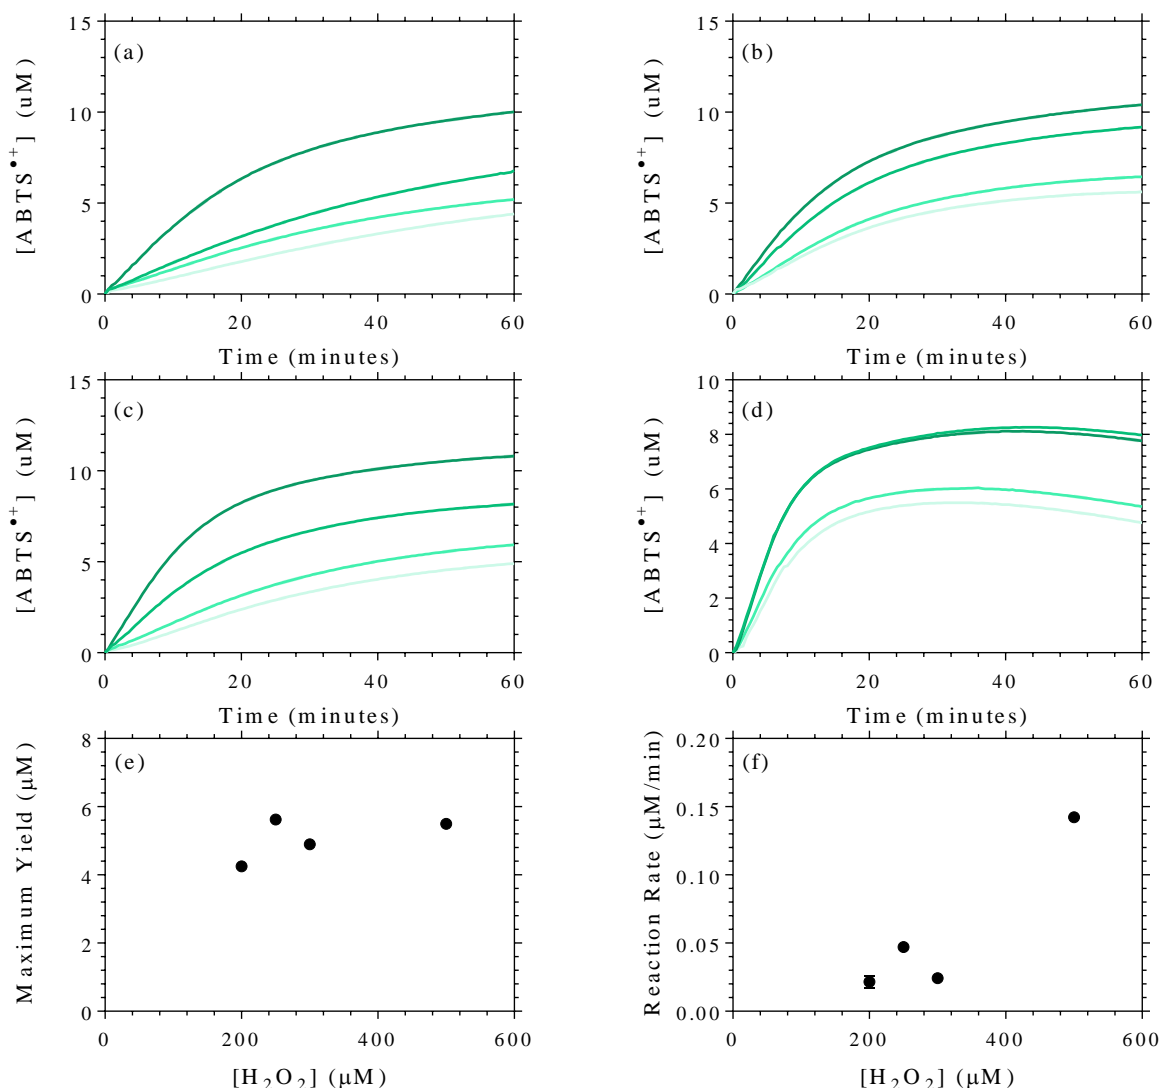 (a)
15
10
5
0
[ABTS•+] (uM)
0 20 40 60
Time (minutes)
(b)
15
10
5
0
[ABTS•+] (uM)
0 20 40 60
Time (minutes)
(c)
15
10
5
0
[ABTS•+] (uM)
0 20 40 60
Time (minutes)
(d)
10
8
6
4
2
0
[ABTS•+] (uM)
0 20 40 60
Time (minutes)
(e)
8
6
4
2
0
Maximum Yield (μM)
0 200 400 600
[H₂O₂] (μM)
(f)
0.20
0.15
0.10
0.05
0.00
Reaction Rate (μM/min)
0 200 400 600
[H₂O₂] (μM)